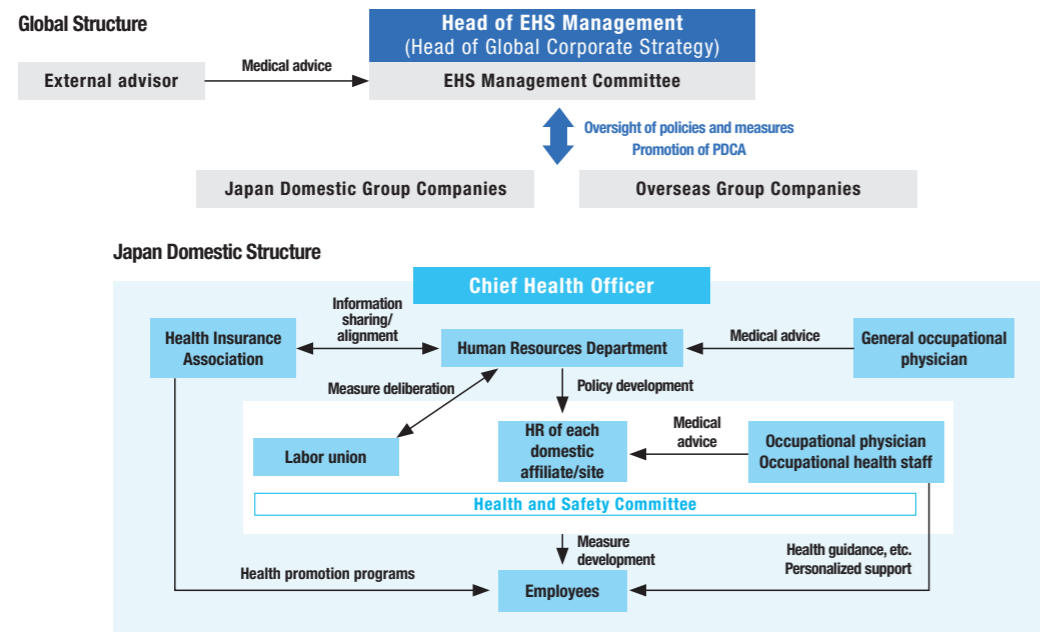 Global Structure
Head of EHS Management
(Head of Global Corporate Strategy)
External advisor
Medical advice
EHS Management Committee
Oversight of policies and measures
Promotion of PDCA
Japan Domestic Group Companies
Overseas Group Companies
Japan Domestic Structure
Chief Health Officer
Health Insurance
Association
Information
sharing/
alignment
Human Resources Department
Medical advice
General occupational
physician
Measure deliberation
Policy development
Labor union
HR of each
domestic
affiliate/site
Medical
advice
Occupational physician
Occupational health staff
Health and Safety Committee
Measure
development
Health guidance, etc.
Personalized support
Health promotion programs
Employees